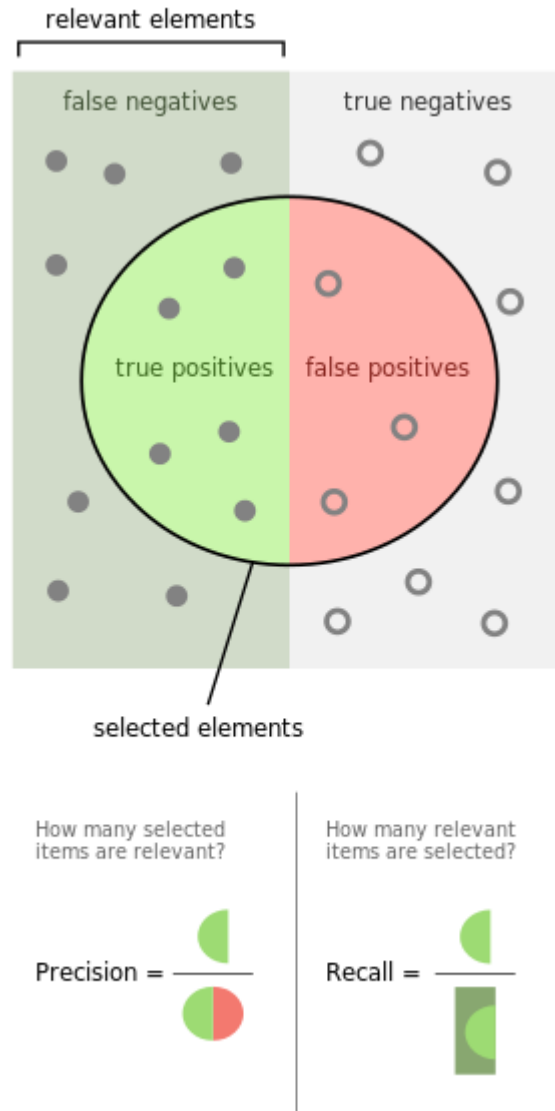 relevant elements
false negatives
true negatives
true positives
false positives
selected elements
How many selected
items are relevant?
How many relevant
items are selected?
Precision =
Recall =